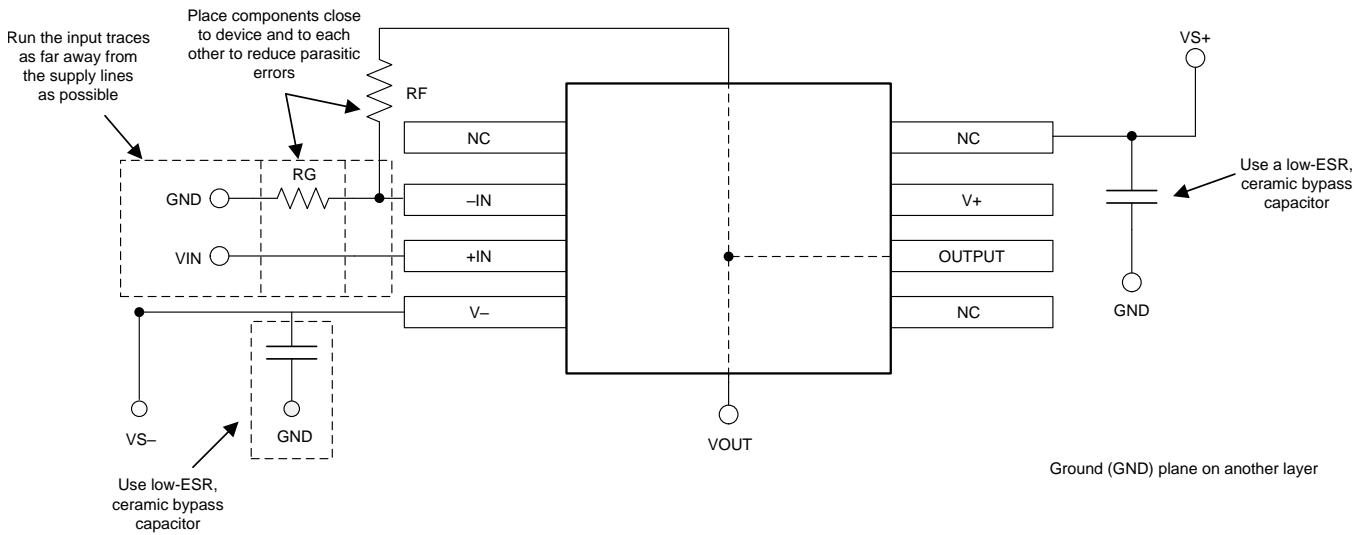 Place components close
to device and to each
other to reduce parasitic
errors
Run the input traces
as far away from
the supply lines
as possible
VS+
RF
NC
NC
Use a low-ESR,
ceramic bypass
capacitor
RG
GND
–IN
V+
VIN
+IN
OUTPUT
GND
V–
NC
VS–
GND
VOUT
Use low-ESR,
ceramic bypass
capacitor
Ground (GND) plane on another layer